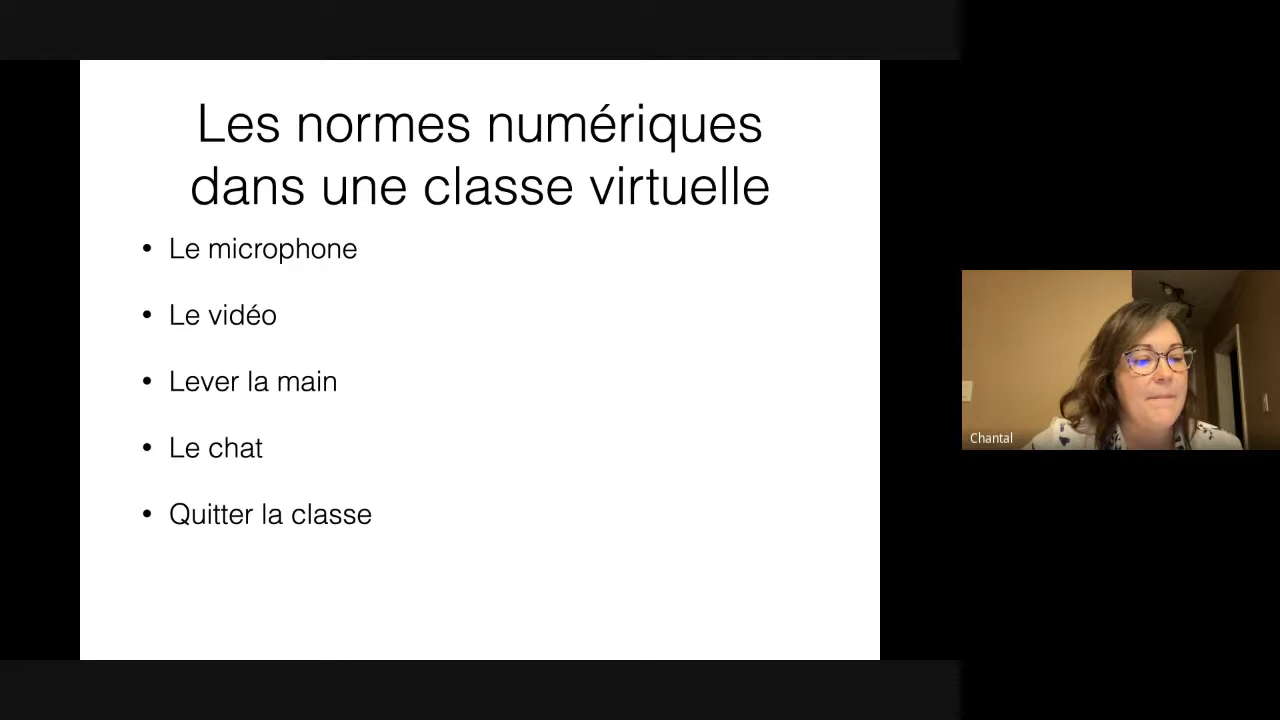 Les normes numériques
dans une classe virtuelle
• Le microphone
• Le vidéo
• Lever la main
• Le chat
• Quitter la classe
Chantal